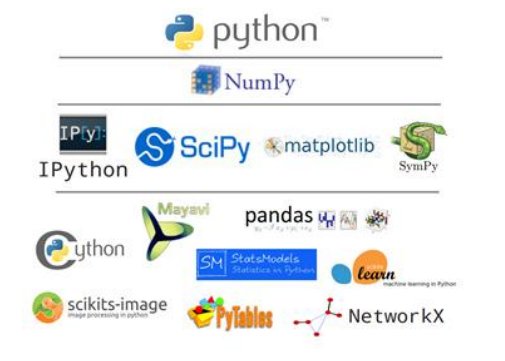 python™
NumPy
IP[y]:
IPython
SciPy
matplotlib
SymPy
Mayavi
pandas
Cython
SM StatsModels
Statistics in Python
scikit
learn
machine learning in Python
scikits-image
image processing in python
PyTables
NetworkX